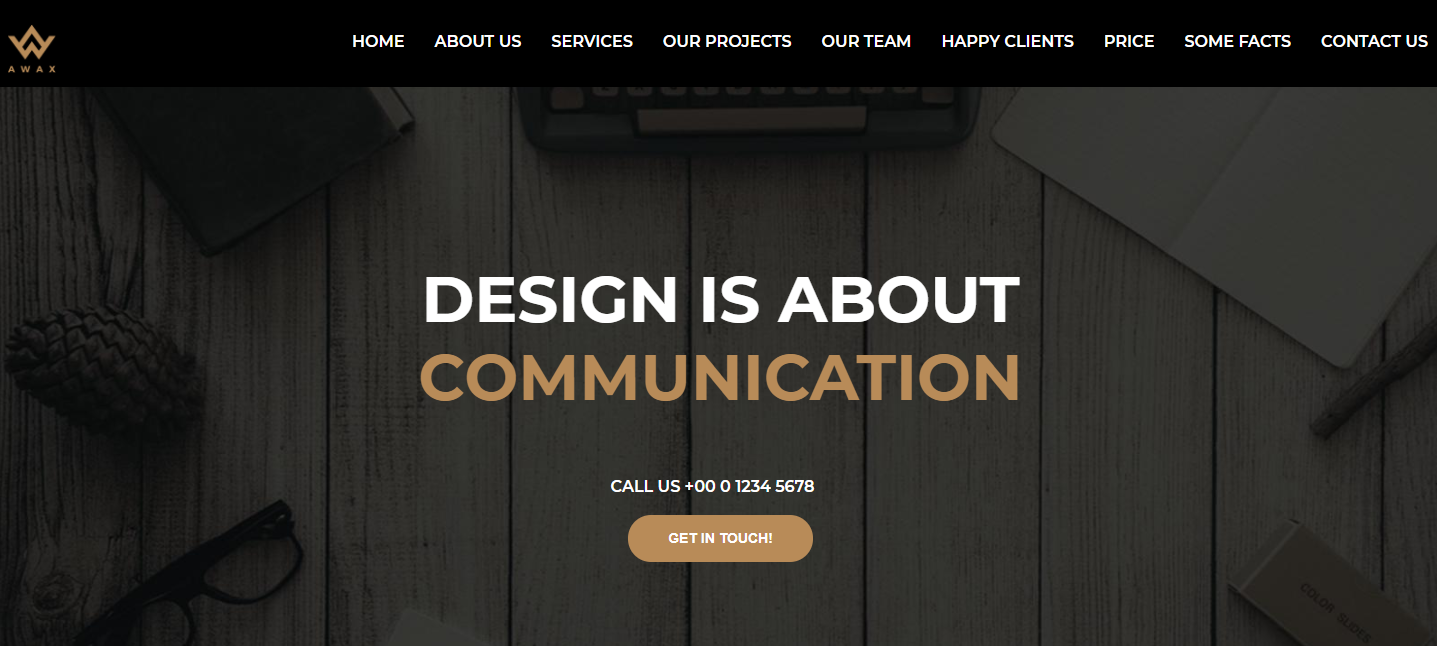 AWAX
HOME ABOUT US SERVICES OUR PROJECTS OUR TEAM HAPPY CLIENTS PRICE SOME FACTS CONTACT US
DESIGN IS ABOUT
COMMUNICATION
CALL US +00 0 1234 5678
GET IN TOUCH!
COLOR SLIDES